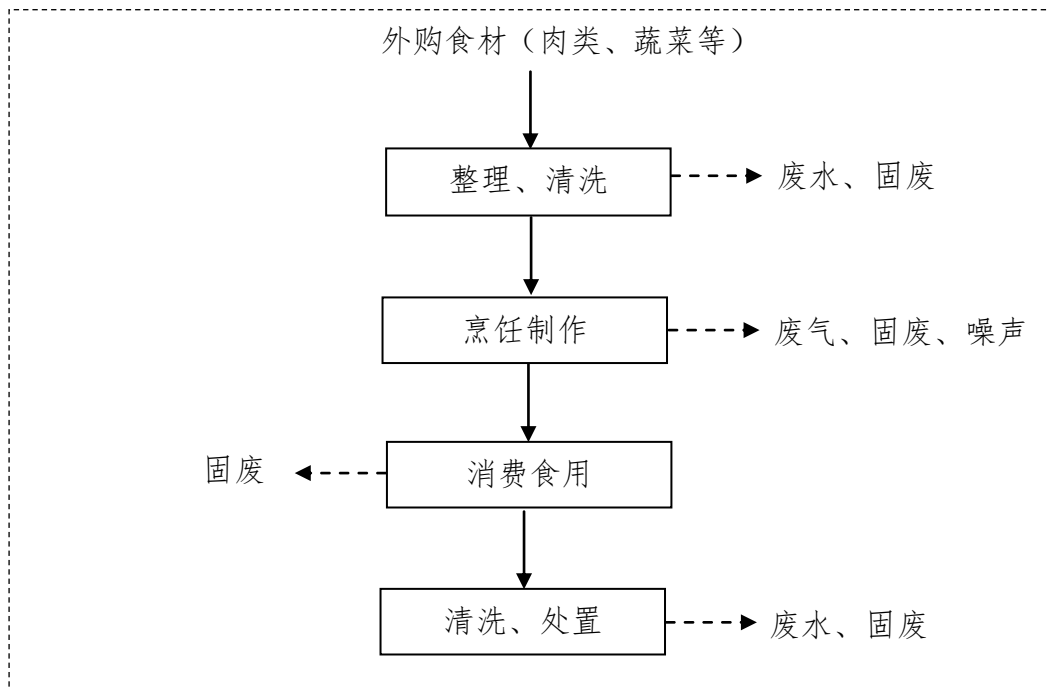 外购食材（肉类、蔬菜等）
整理、清洗
废水、固废
烹饪制作
废气、固废、噪声
固废
消费食用
清洗、处置
废水、固废